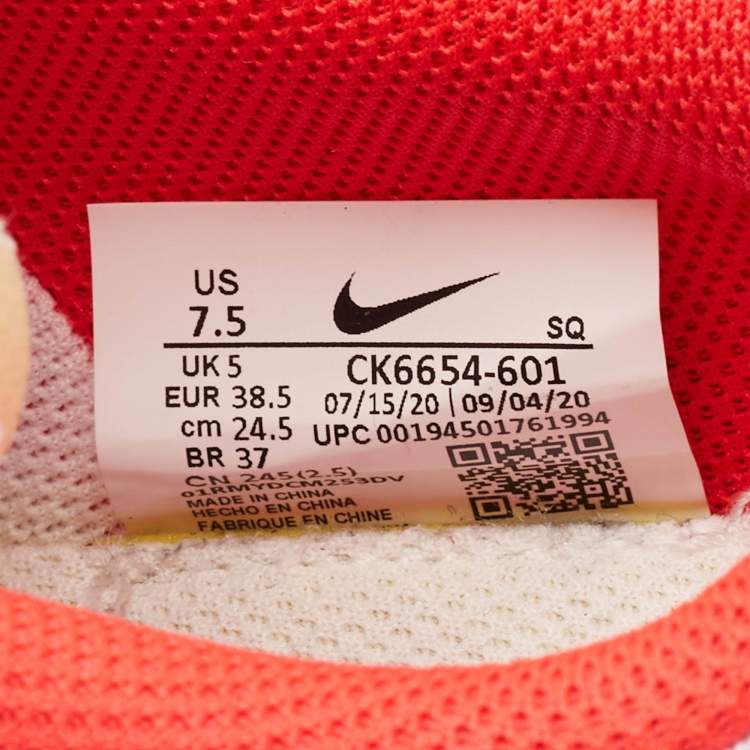 US
7.5
SQ
UK 5
CK6654-601
EUR 38.5
07/15/20 | 09/04/20
cm 24.5
UPC 00194501761994
BR 37
CN 245(2.5)
01RMYDCM253DV
MADE IN CHINA
HECHO EN CHINA
FABRIQUE EN CHINE